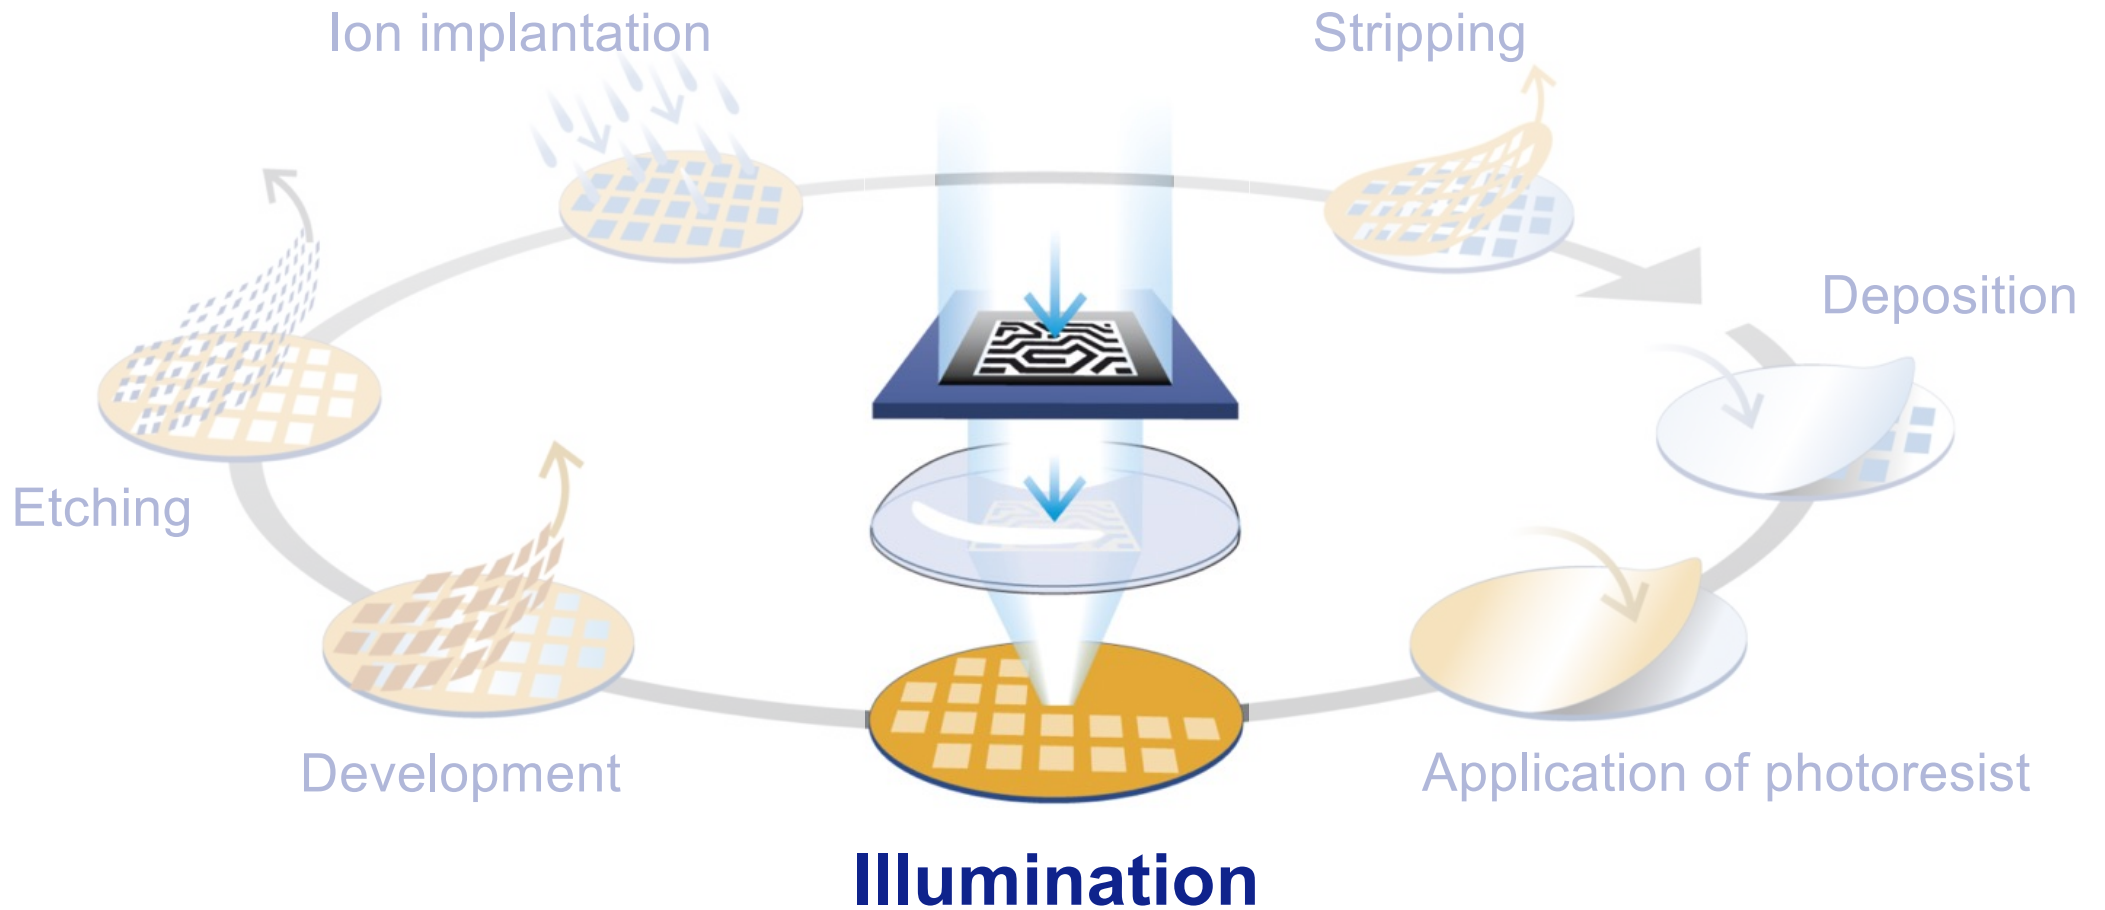 Ion implantation
Stripping
Deposition
Etching
Development
Application of photoresist
Illumination